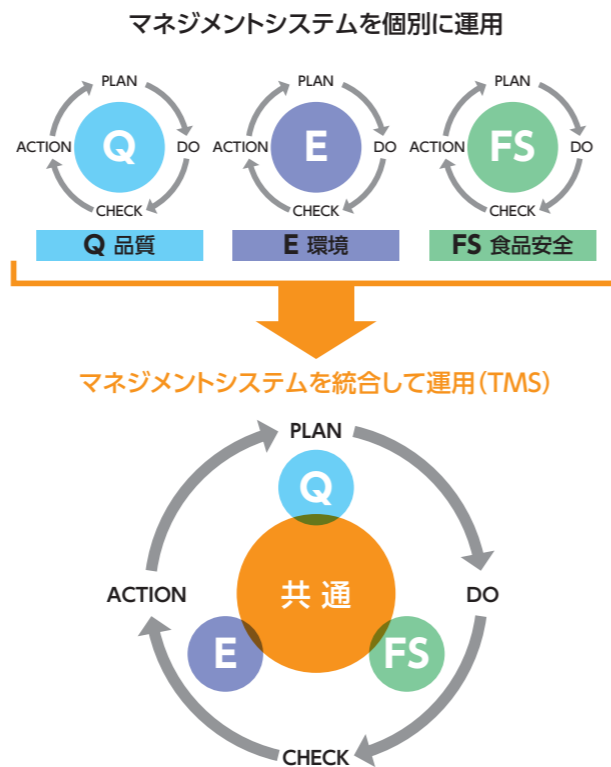 マネジメントシステムを個別に運用
PLAN PLAN PLAN
ACTION Q DO ACTION E DO ACTION FS DO
CHECK CHECK CHECK
Q 品質 E 環境 FS 食品安全
マネジメントシステムを統合して運用(TMS)
PLAN
Q
ACTION 共通 DO
E FS
CHECK